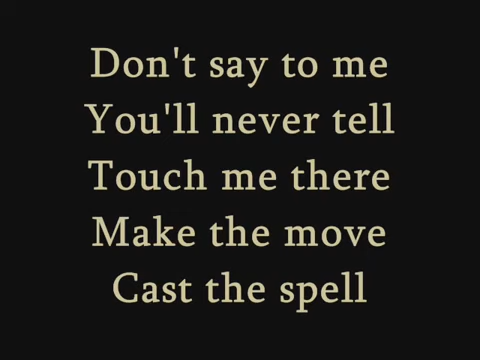 Don't say to me
You'll never tell
Touch me there
Make the move
Cast the spell